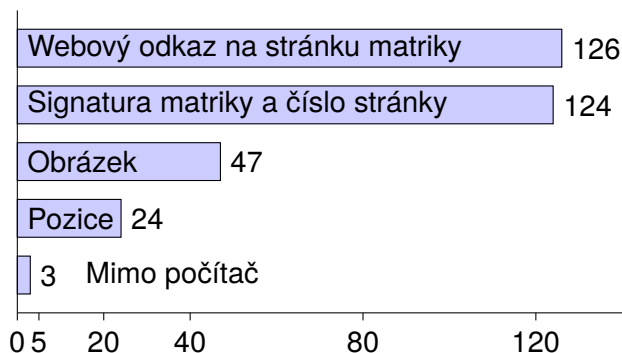 Webový odkaz na stránku matriky 126
Signatura matriky a číslo stránky 124
Obrázek 47
Pozice 24
3 Mimo počítač
0 5 20 40 80 120